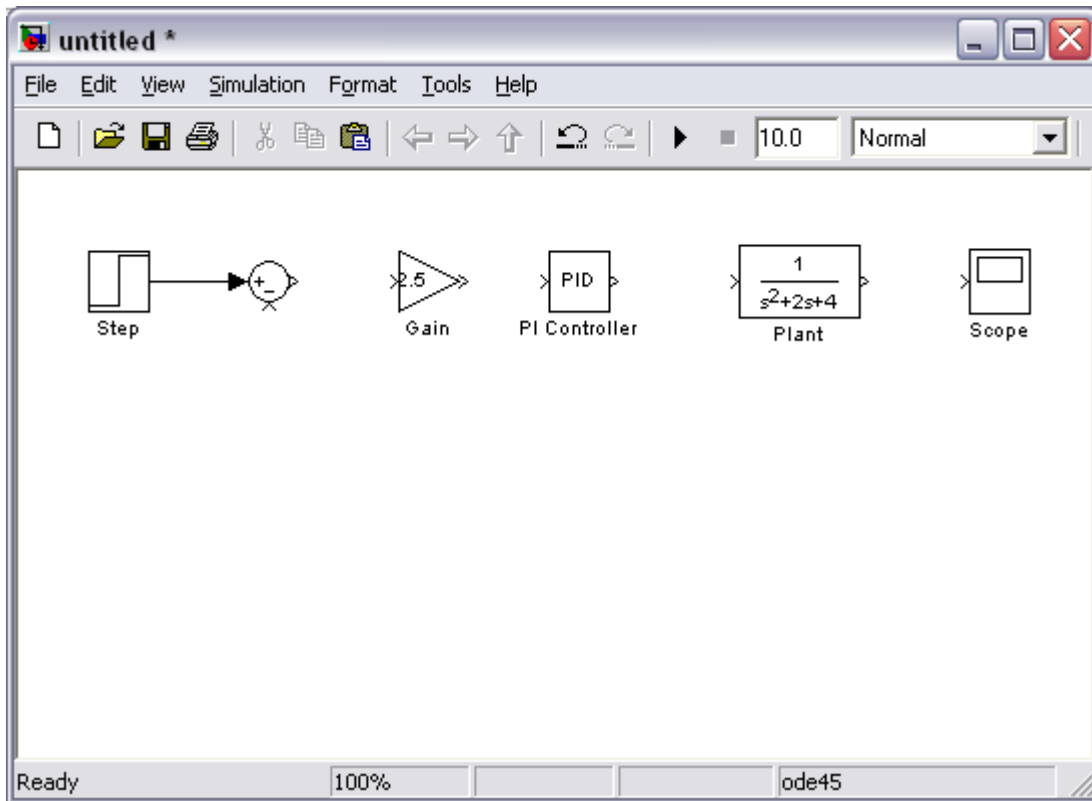 untitled *
File Edit View Simulation Format Tools Help
10.0 Normal
+ -
2.5
PID
1
s²+2s+4
Step
Gain
PI Controller
Plant
Scope
Ready 100% ode45